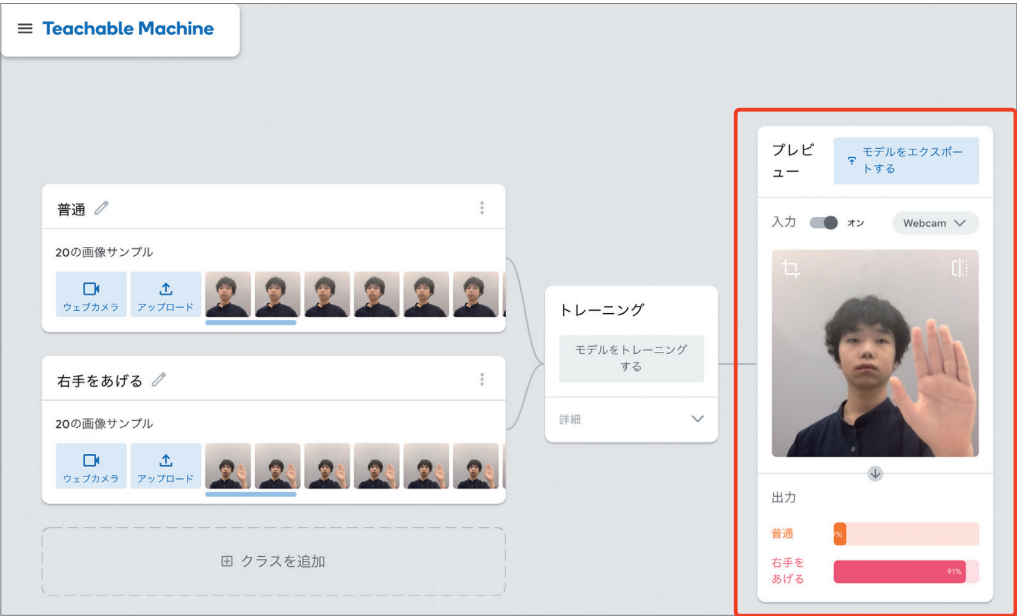 Teachable Machine
普通
20の画像サンプル
ウェブカメラ
アップロード
右手をあげる
20の画像サンプル
ウェブカメラ
アップロード
クラスを追加
トレーニング
モデルをトレーニング
する
詳細
プレビ
ュー
モデルをエクスポー
トする
入力
オン
Webcam
出力
普通
右手を
あげる
91%